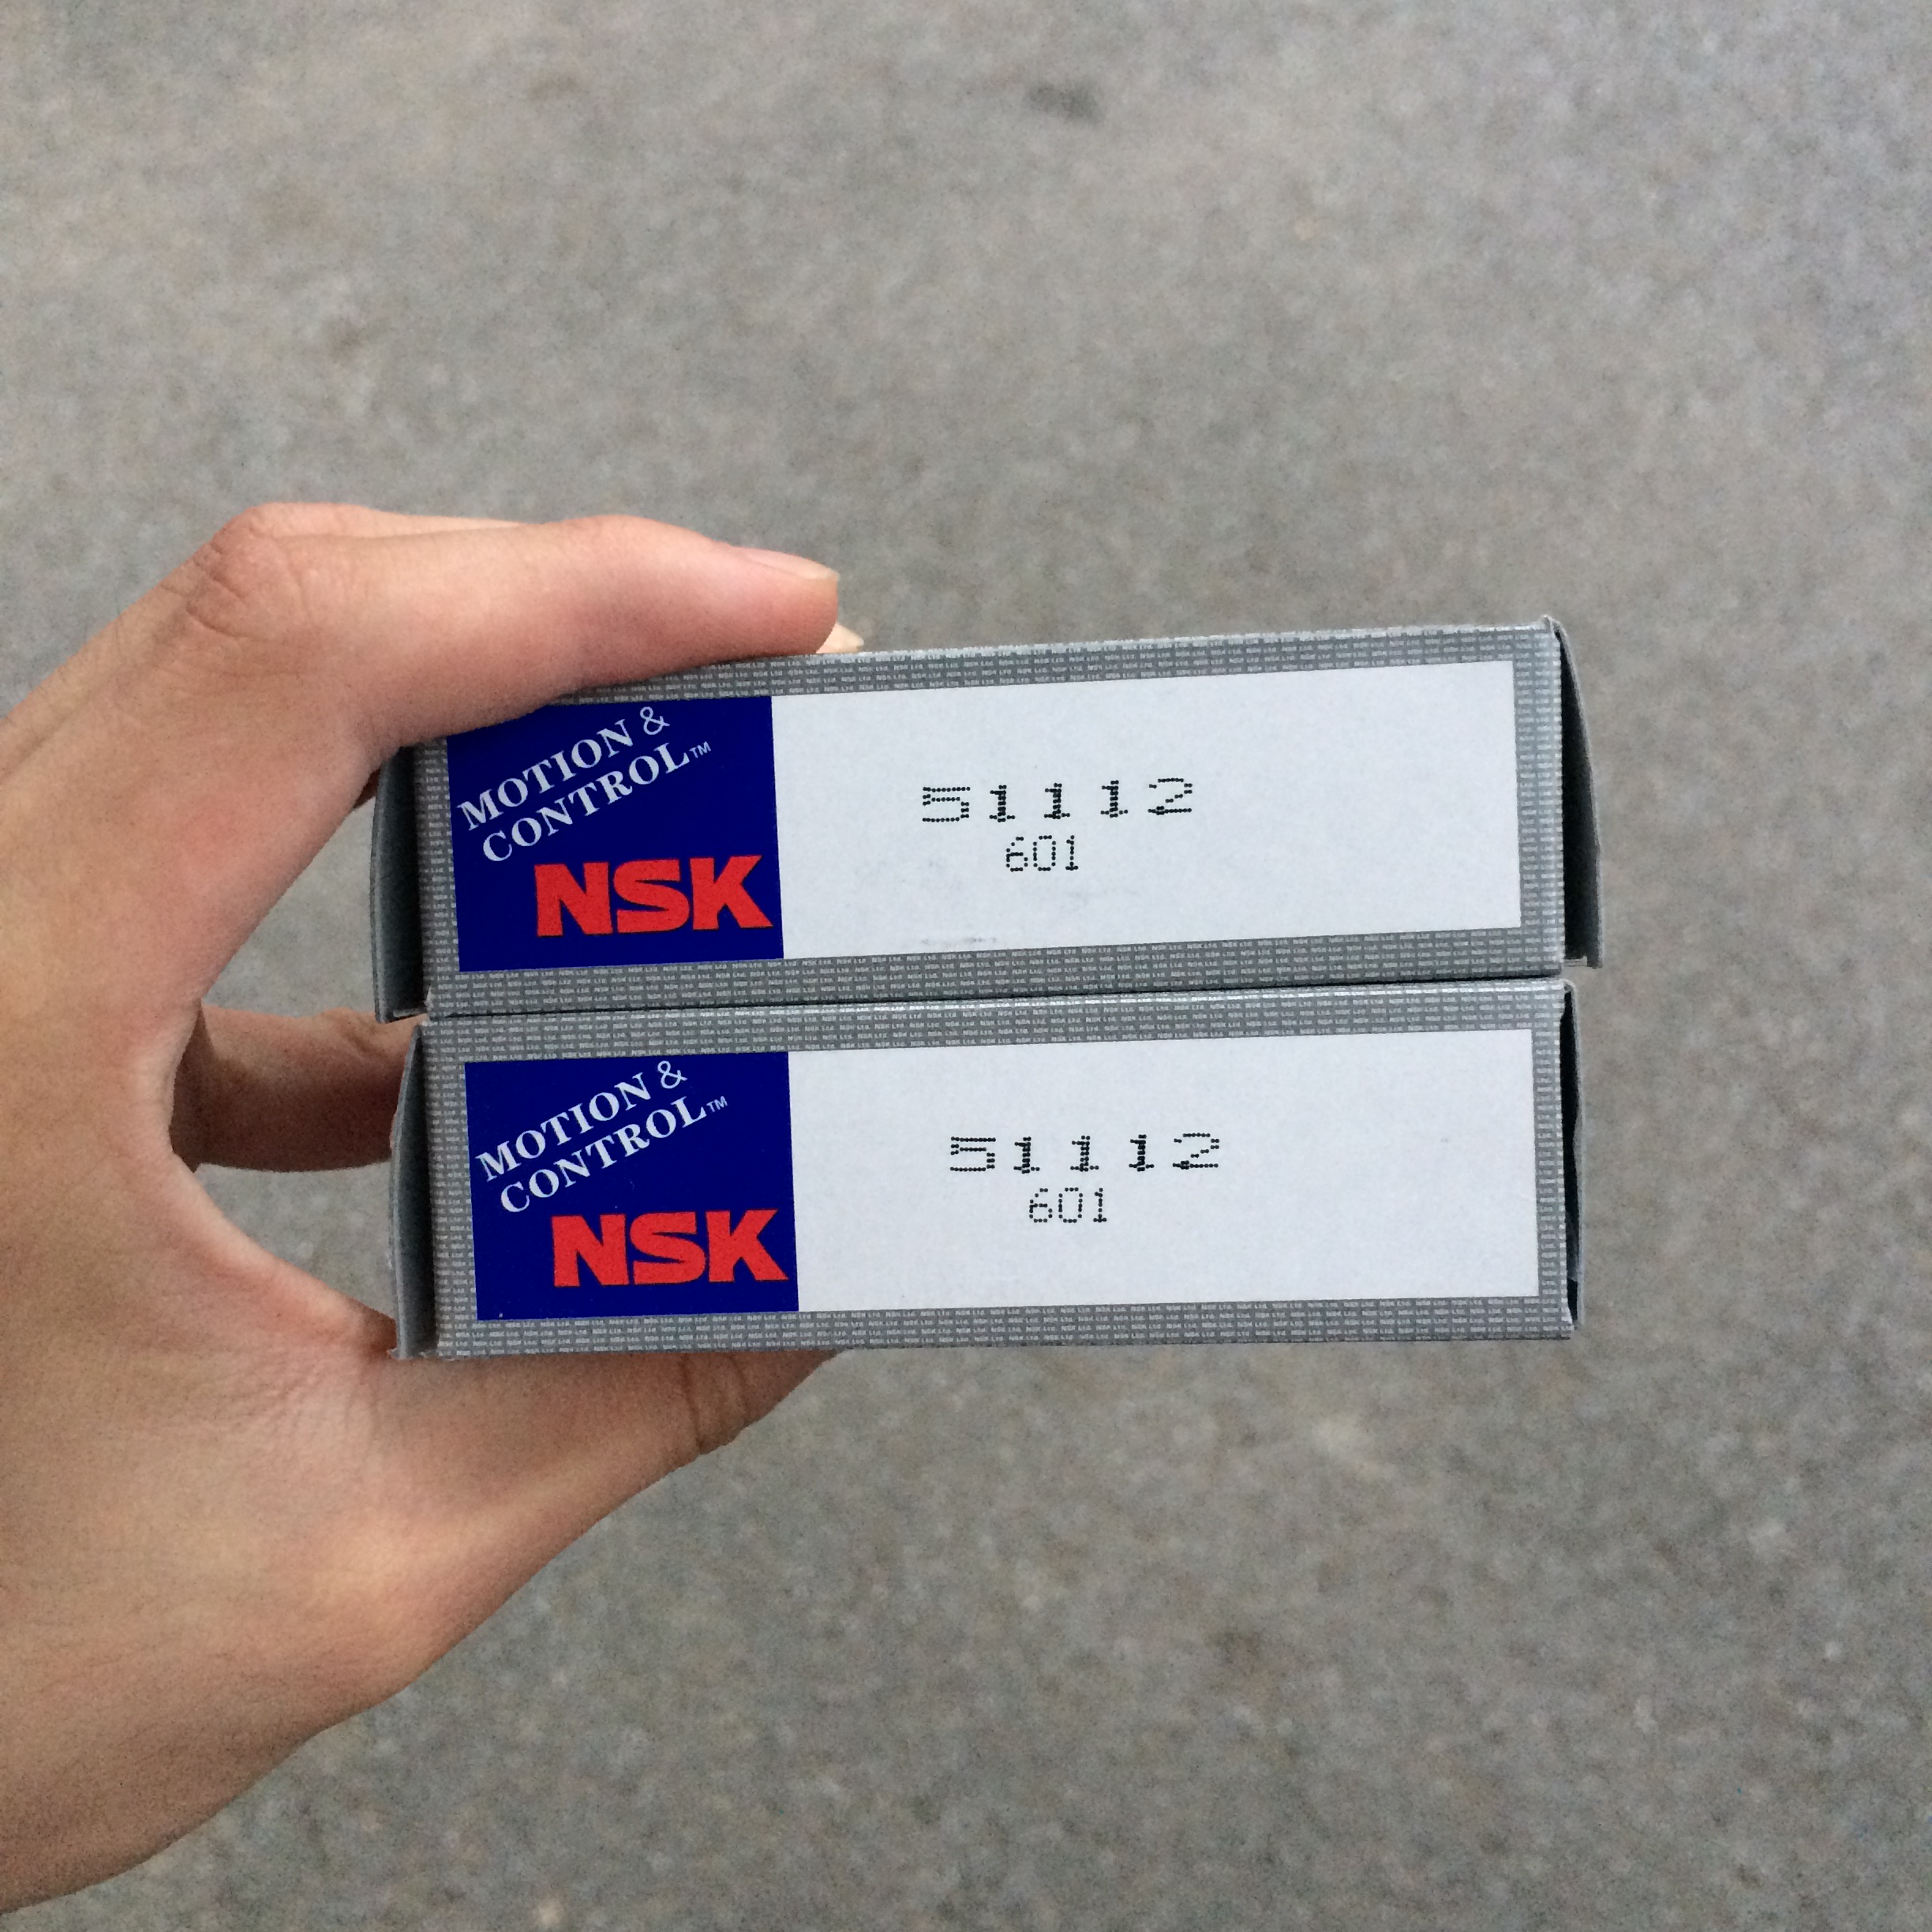 MOTION &
CONTROL™
NSK
51112
601
MOTION &
CONTROL™
NSK
51112
601